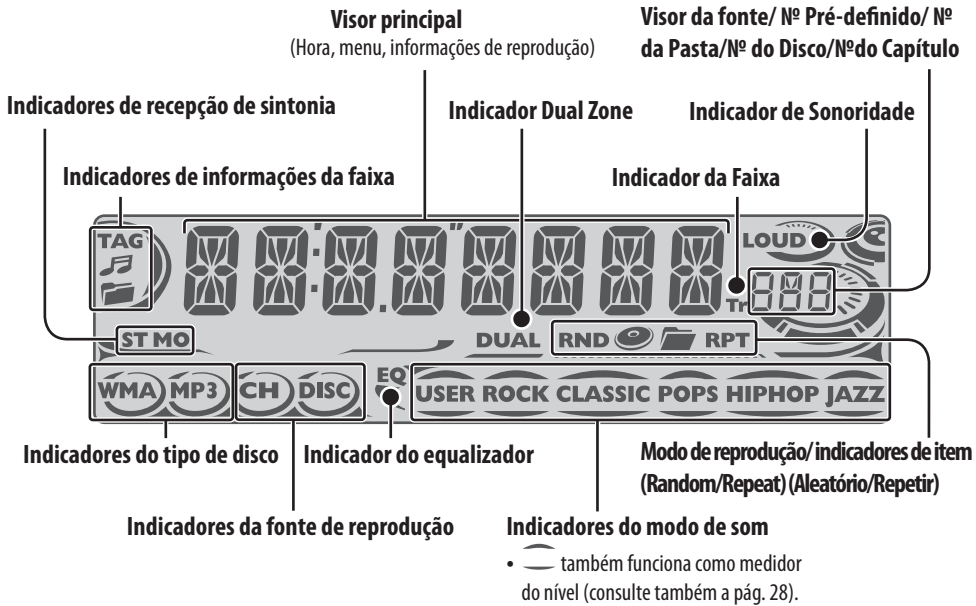 Visor principal
(Hora, menu, informações de reprodução)
Visor da fonte/ Nº Pré-definido/ Nº
da Pasta/Nº do Disco/Nºdo Capítulo
Indicadores de recepção de sintonia
Indicador Dual Zone
Indicador de Sonoridade
Indicadores de informações da faixa
Indicador da Faixa
TAG
LOUD
Tr
ST MO
DUAL
RND
RPT
WMA MP3
CH DISC
EQ
USER ROCK CLASSIC POPS HIPHOP JAZZ
Indicadores do tipo de disco
Indicador do equalizador
Modo de reprodução/ indicadores de item
(Random/Repeat) (Aleatório/Repetir)
Indicadores da fonte de reprodução
Indicadores do modo de som
• também funciona como medidor
do nível (consulte também a pág. 28).